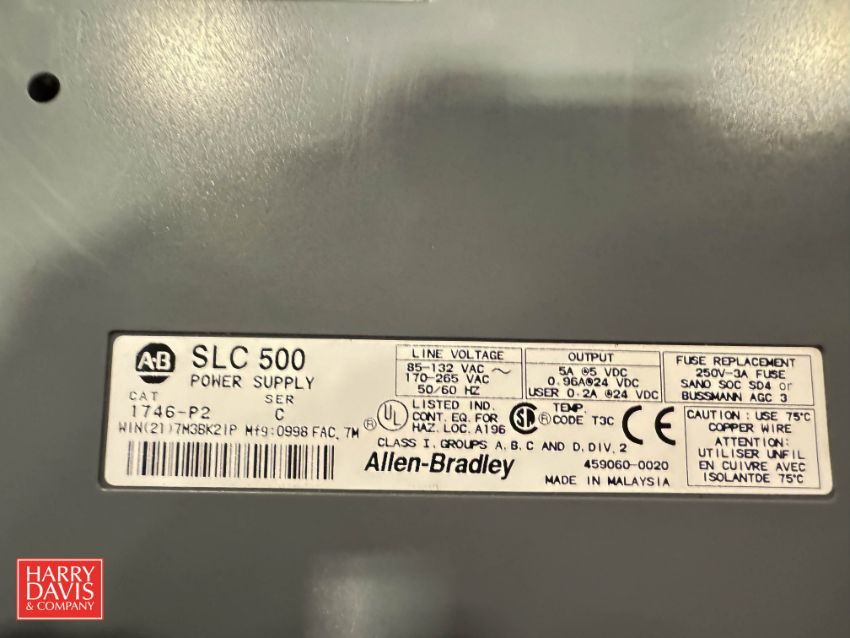 A-B SLC 500
POWER SUPPLY
CAT SER
1746-P2 C
WIN(21)7M3BK2IP Mfg:0998 FAC. 7M
LINE VOLTAGE
85-132 VAC ~
170-265 VAC
50/60 HZ
OUTPUT
5A @5 VDC
0.96A@24 VDC
USER 0.2A @24 VDC
FUSE REPLACEMENT
250V-3A FUSE
SANO SOC SD4 or
BUSSMANN AGC 3
® UL LISTED IND.
CONT. EQ. FOR
HAZ. LOC. A196
SA ® TEMP.
CODE T3C
CE
CLASS I, GROUPS A, B, C AND D, DIV. 2
Allen-Bradley
459060-0020
MADE IN MALAYSIA
CAUTION : USE 75°C
COPPER WIRE
ATTENTION:
UTILISER UNFIL
EN CUIVRE AVEC
ISOLANTDE 75°C
HARRY
DAVIS
& COMPANY